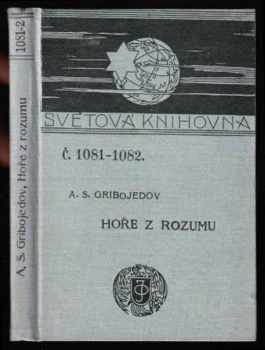 1081-2
A. S. Gribojedov, Hoře z rozumu
SVĚTOVÁ KNIHOVNA
Č. 1081-1082.
A. S. GRIBOJEDOV
HOŘE Z ROZUMU